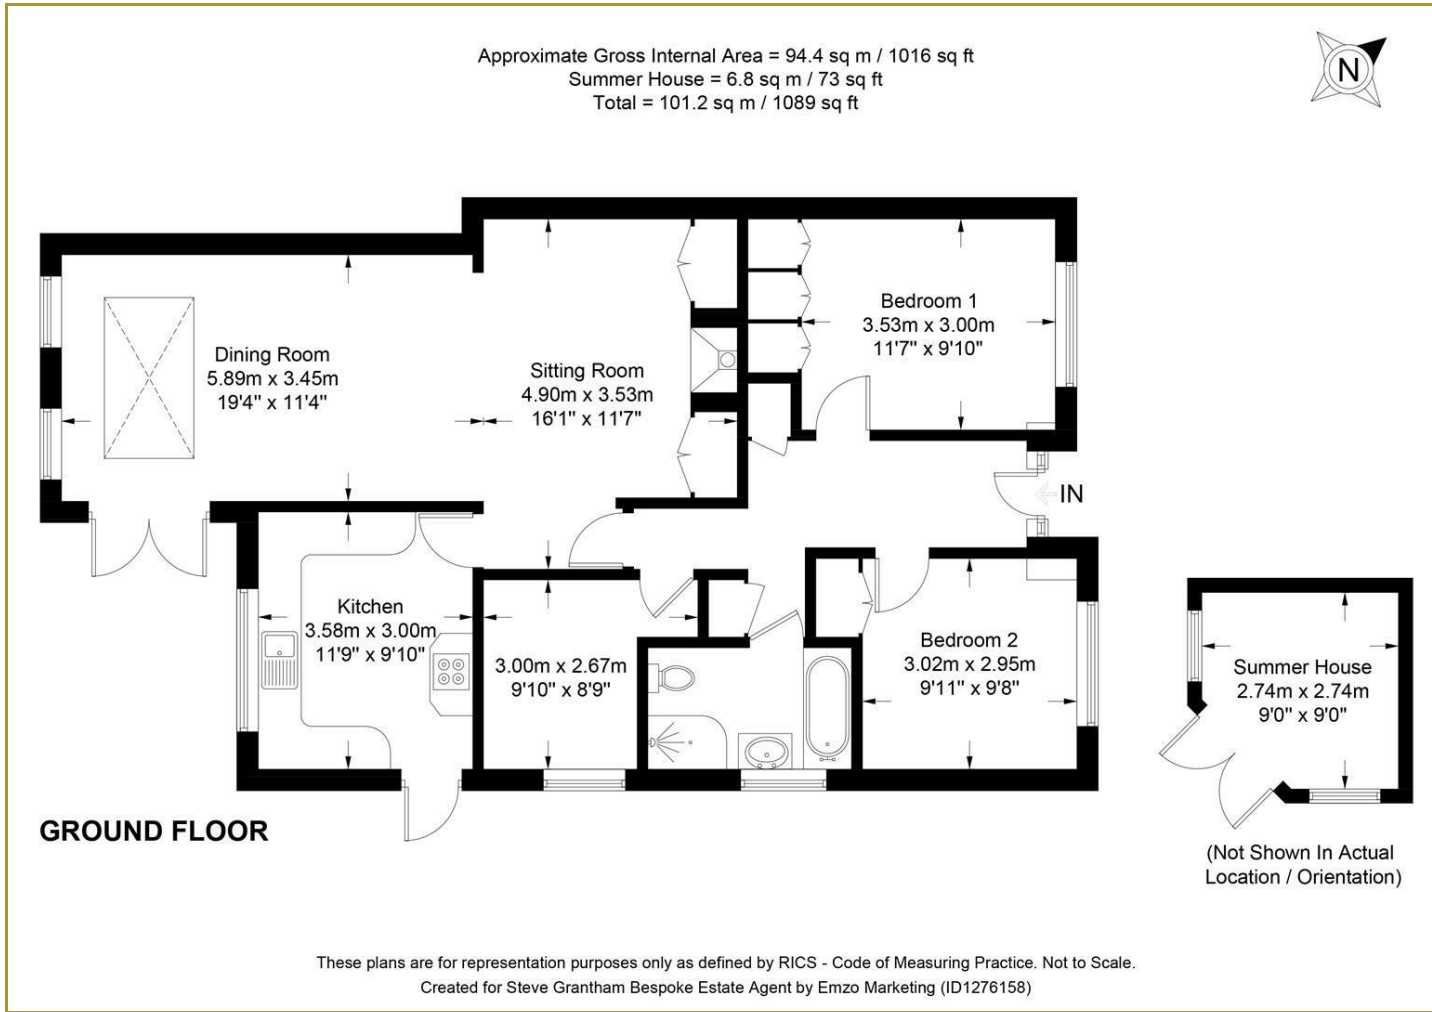 Approximate Gross Internal Area = 94.4 sq m / 1016 sq ft
Summer House = 6.8 sq m / 73 sq ft
Total = 101.2 sq m / 1089 sq ft
N
Bedroom 1
3.53m x 3.00m
11'7" x 9'10"
Dining Room
5.89m x 3.45m
19'4" x 11'4"
Sitting Room
4.90m x 3.53m
16'1" x 11'7"
IN
Kitchen
3.58m x 3.00m
11'9" x 9'10"
3.00m x 2.67m
9'10" x 8'9"
Bedroom 2
3.02m x 2.95m
9'11" x 9'8"
Summer House
2.74m x 2.74m
9'0" x 9'0"
GROUND FLOOR
(Not Shown In Actual
Location / Orientation)
These plans are for representation purposes only as defined by RICS - Code of Measuring Practice. Not to Scale.
Created for Steve Grantham Bespoke Estate Agent by Emzo Marketing (ID1276158)